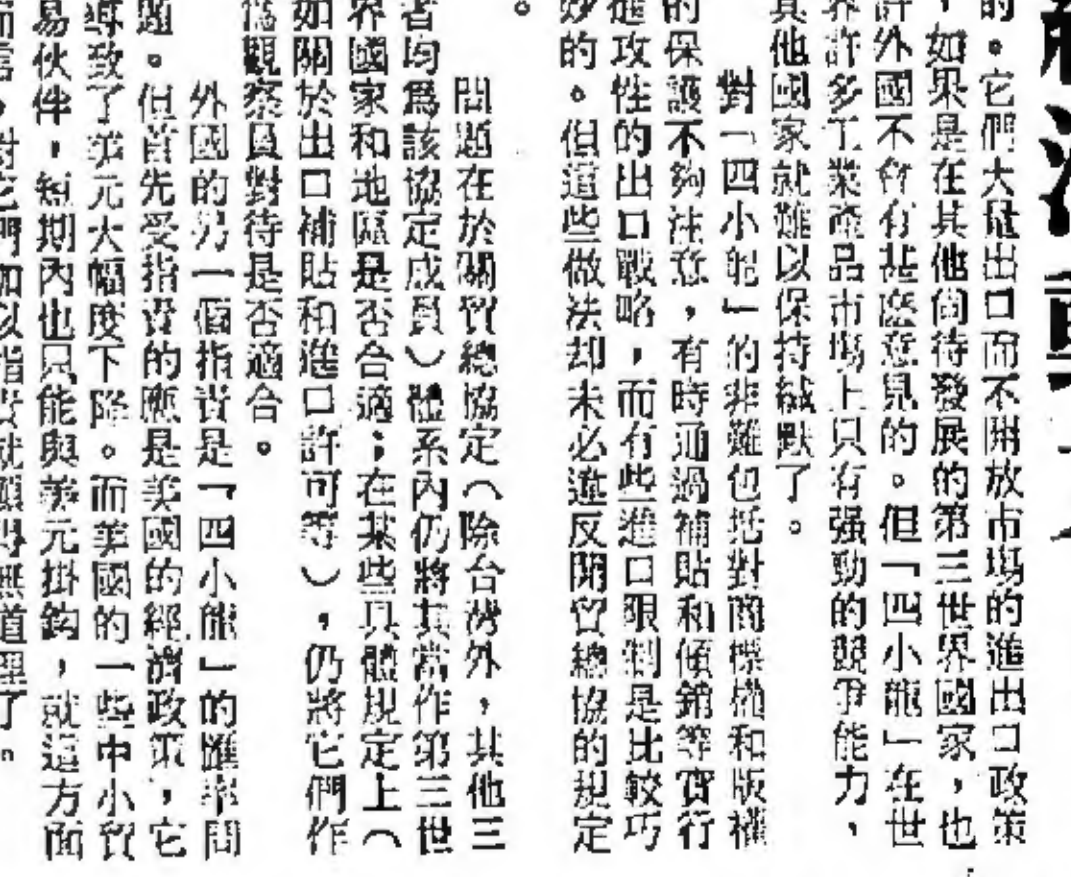 的。它們大量出口而不開放市場的進出口政策
，如果是在其他尚待發展的第三世界國家，也
許外國不會有甚麼意見的。但「四小龍」在世
界許多工業產品市場上只有强勁的競爭能力，
其他國家就難以保持緘默了。
對「四小龍」的非難也抵對商標權和版權
的保護不夠注意，有時通過補貼和傾銷等實行
進攻性的出口戰略，而有些進口限制是比較巧
妙的。但這些做法却未必違反關貿總協的規定
。
問題在於關貿總協定（除台灣外，其他三
者均爲該協定成員）體系內仍將其當作第三世
界國家和地區是否合適；在某些具體規定上（
如關於出口補貼和進口許可等），仍將它們作
爲觀察員對待是否適合。
外國的另一個指責是「四小龍」的匯率問
題。但首先受指責的應是美國的經濟政策，它
導致了美元大幅度下降。而美國的一些中小貿
易伙伴，短期內也只能與美元掛鈎，就這方面
而言，對它們加以指責就顯得無道理了。